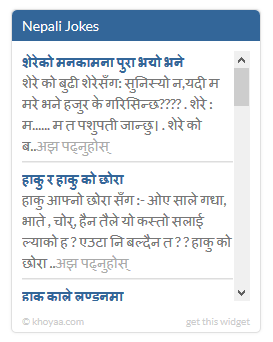 Nepali Jokes
शेरेको मनकामना पुरा भयो भने
शेरे को बुढी शेरेसँग: सुनिस्यो न,यदी म
मरे भने हजुर के गरिसिन्छ???? . शेरे :
म...... म त पशुपती जान्छु। . शेरे को
ब..अझ पढ्नुहोस्
हाकु र हाकु को छोरा
हाकु आफ्नो छोरा सँग :- ओए साले गधा,
भाते , चोर्, हैन तैले यो कस्तो सलाई
ल्याको ह ? एउटा नि बल्दैन त ? ? हाकु को
छोरा ..अझ पढ्नुहोस्
हाकु काले लण्डनमा
© khoyaa.com
get this widget